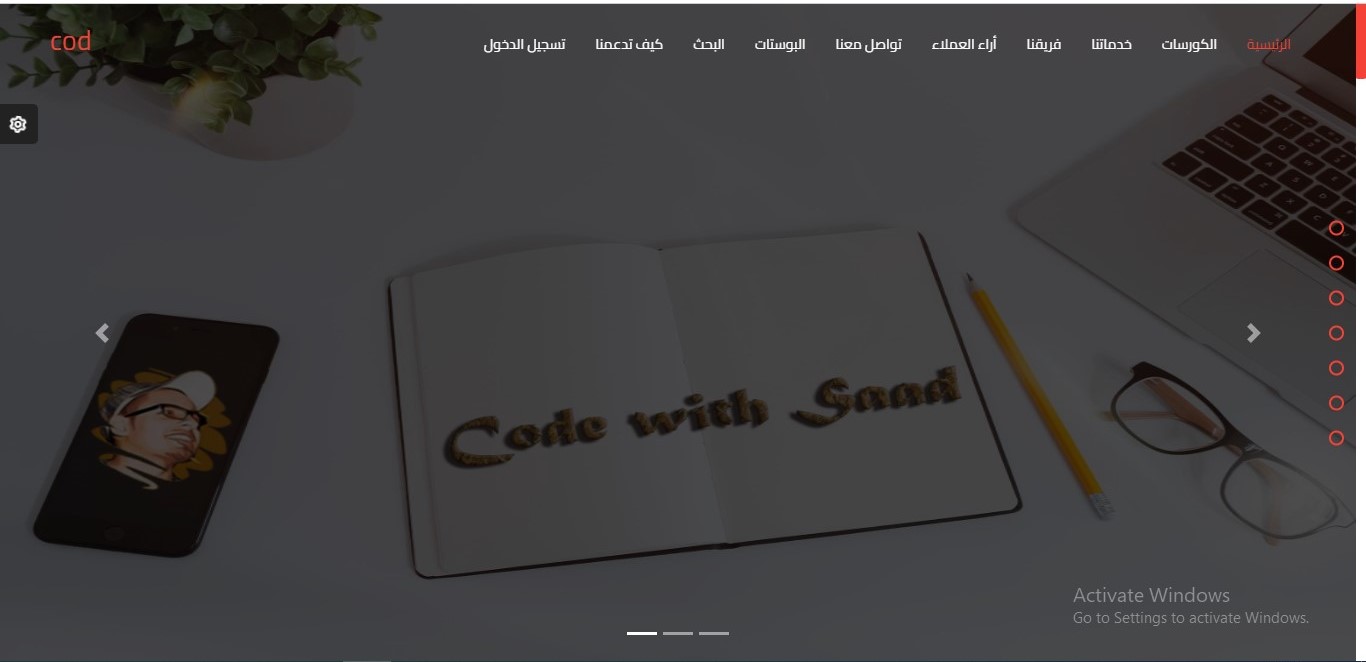 cod
الرئيسية الكورسات خدماتنا فريقنا أراء العملاء تواصل معنا البوستات البحث كيف تدعمنا تسجيل الدخول
Code with Saad
Activate Windows
Go to Settings to activate Windows.